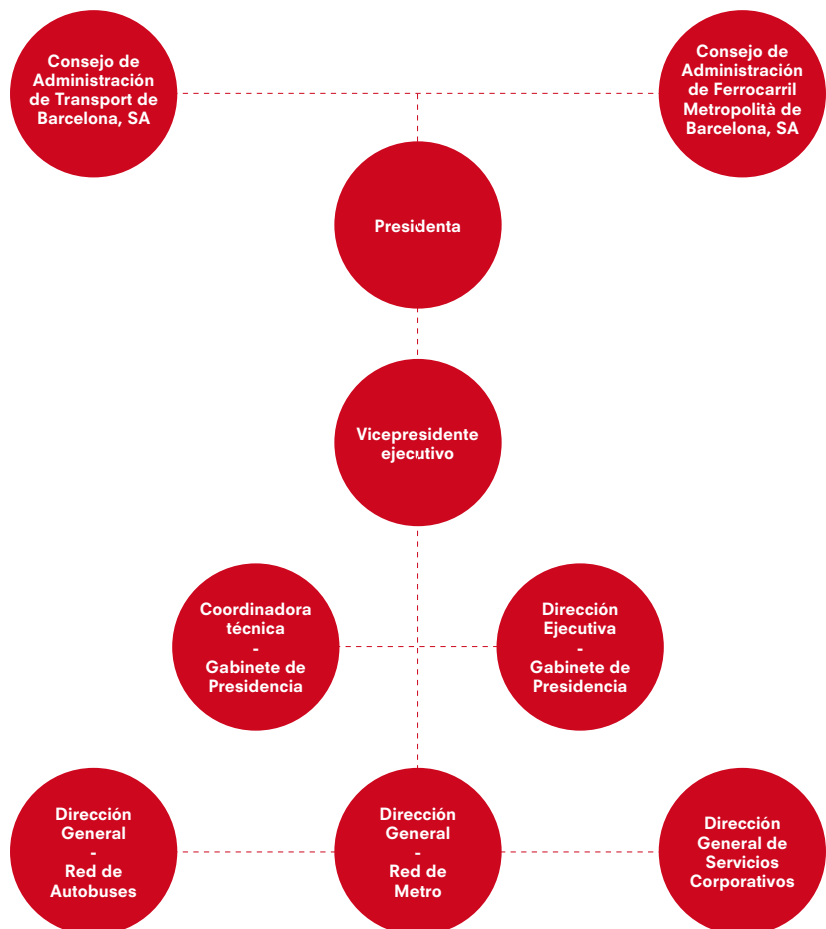 Consejo de
Administración
de Transport de
Barcelona, SA
Consejo de
Administración
de Ferrocarril
Metropolità de
Barcelona, SA
Presidenta
Vicepresidente
ejecutivo
Coordinadora
técnica
-
Gabinete de
Presidencia
Dirección
Ejecutiva
-
Gabinete de
Presidencia
Dirección
General
-
Red de
Autobuses
Dirección
General
-
Red de
Metro
Dirección
General de
Servicios
Corporativos